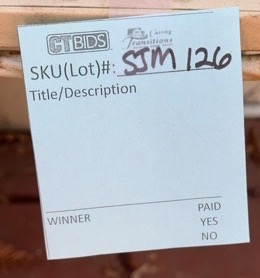 CTBIDS Caring Transitions
SKU(Lot)#: SJM 126
Title/Description
WINNER PAID
YES
NO